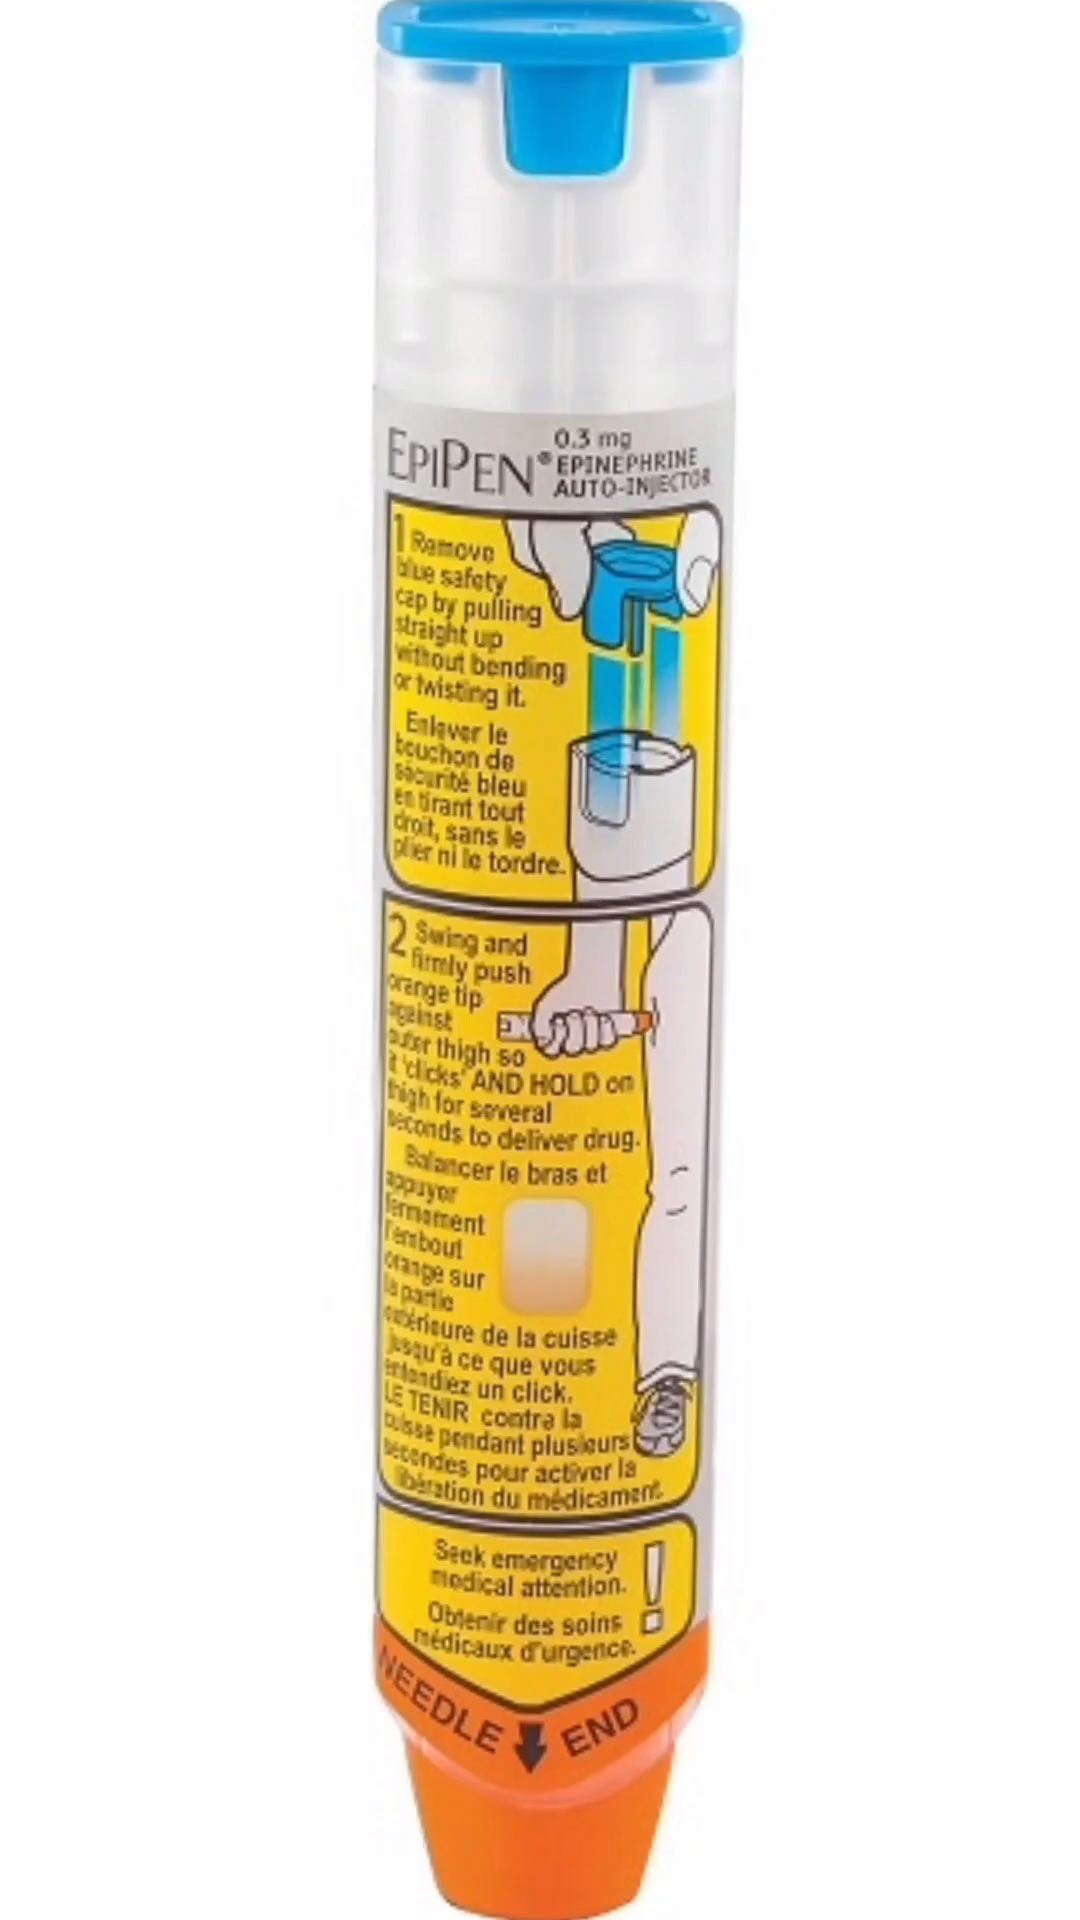 EPIPEN® 0.3 mg
EPINEPHRINE
AUTO-INJECTOR
1 Remove
blue safety
cap by pulling
straight up
without bending
or twisting it.
Enlever le
bouchon de
sécurité bleu
en tirant tout
droit, sans le
plier ni le tordre.
2 Swing and
firmly push
orange tip
against
outer thigh so
it 'clicks' AND HOLD on
thigh for several
seconds to deliver drug.
Balancer le bras et
appuyer
fermement
l'embout
orange sur
la partie
extérieure de la cuisse
jusqu'à ce que vous
entendiez un click.
LE TENIR contre la
cuisse pendant plusieurs
secondes pour activer la
libération du médicament.
Seek emergency
medical attention.
Obtenir des soins
médicaux d'urgence.
!
NEEDLE END